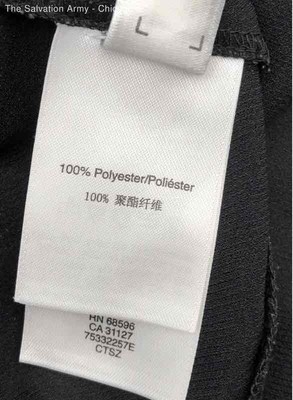 The Salvation Army - Chic
100% Polyester/Poliéster
100% 聚酯纤维
RN 68596
CA 31127
75332257E
CTSZ